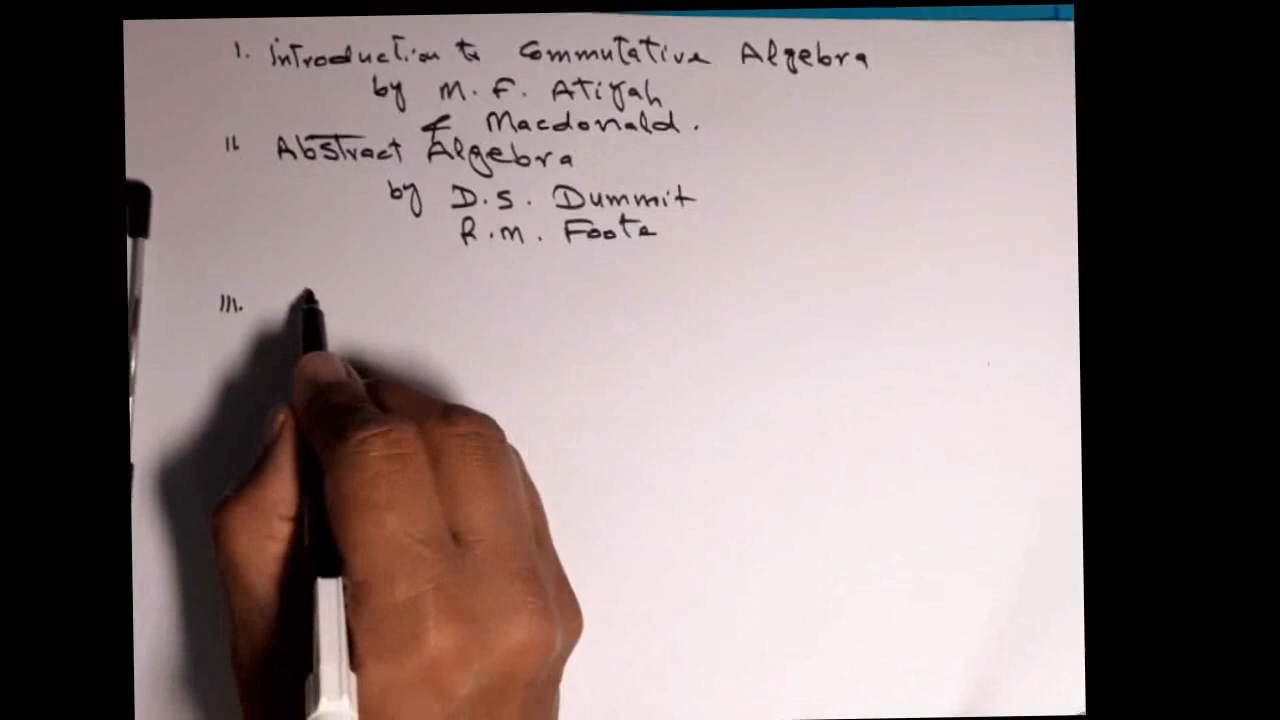 I. Introduction to Commutative Algebra
by M. F. Atiyah
& Macdonald.
II Abstract Algebra
by D.S. Dummit
R.M. Foote
III.